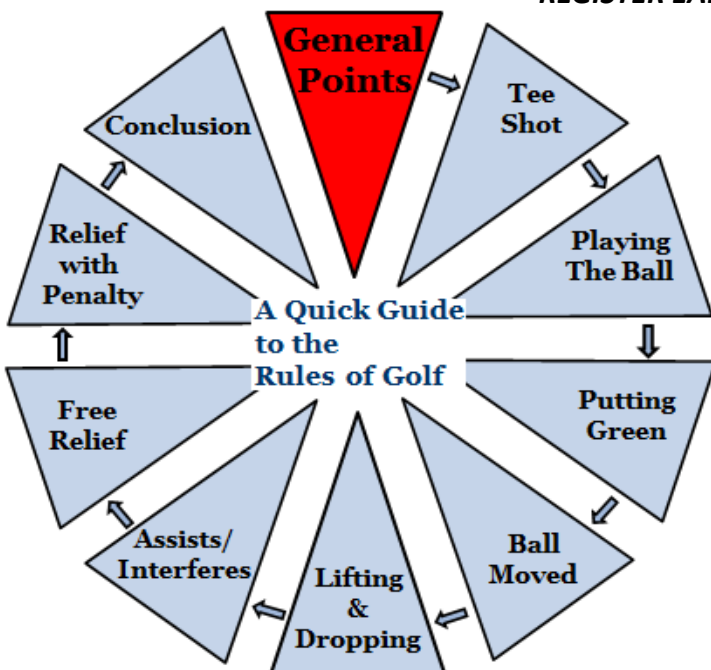 General
Points
Tee
Shot
Playing
The Ball
Putting
Green
Ball
Moved
Lifting
&
Dropping
Assists/
Interferes
Free
Relief
Relief
with
Penalty
Conclusion
A Quick Guide
to the
Rules of Golf